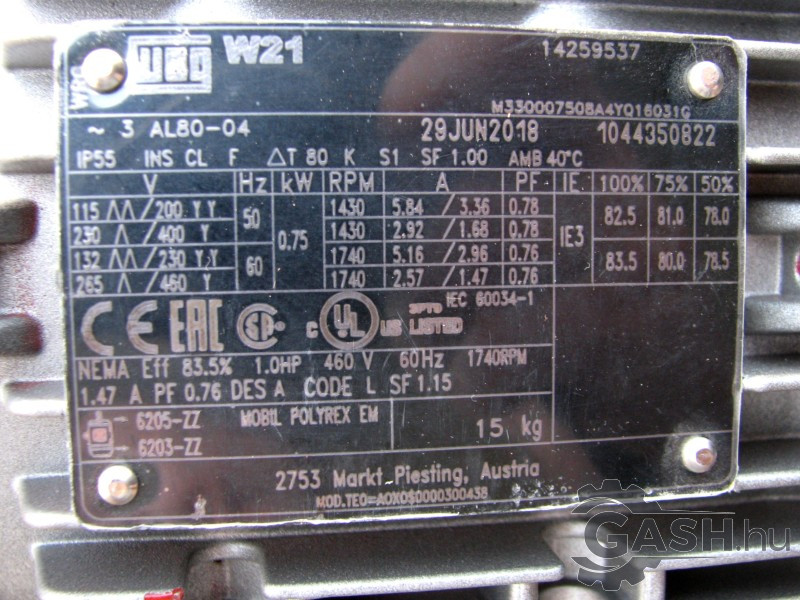 WEG W21 14259537
M330007508A4YQ16031G
~ 3 AL80-04 29JUN2018 1044350822
IP55 INS CL F ΔT 80 K S1 SF 1.00 AMB 40°C
V Hz kW RPM A PF IE 100% 75% 50%
115 ΔΔ/200 YY 50 0.75 1430 5.84 / 3.36 0.78 IE3 82.5 81.0 78.0
230 Δ/400 Y 1430 2.92 / 1.68 0.78
132 ΔΔ/230 YY 60 1740 5.16 / 2.96 0.76 83.5 80.0 78.5
265 Δ/460 Y 1740 2.57 / 1.47 0.76
IEC 60034-1
CE EAC c UL US LISTED
NEMA Eff 83.5% 1.0HP 460 V 60Hz 1740RPM
1.47 A PF 0.76 DES A CODE L SF 1.15
6205-ZZ MOBIL POLYREX EM 15 kg
6203-ZZ
2753 Markt Piesting, Austria
GASH.hu